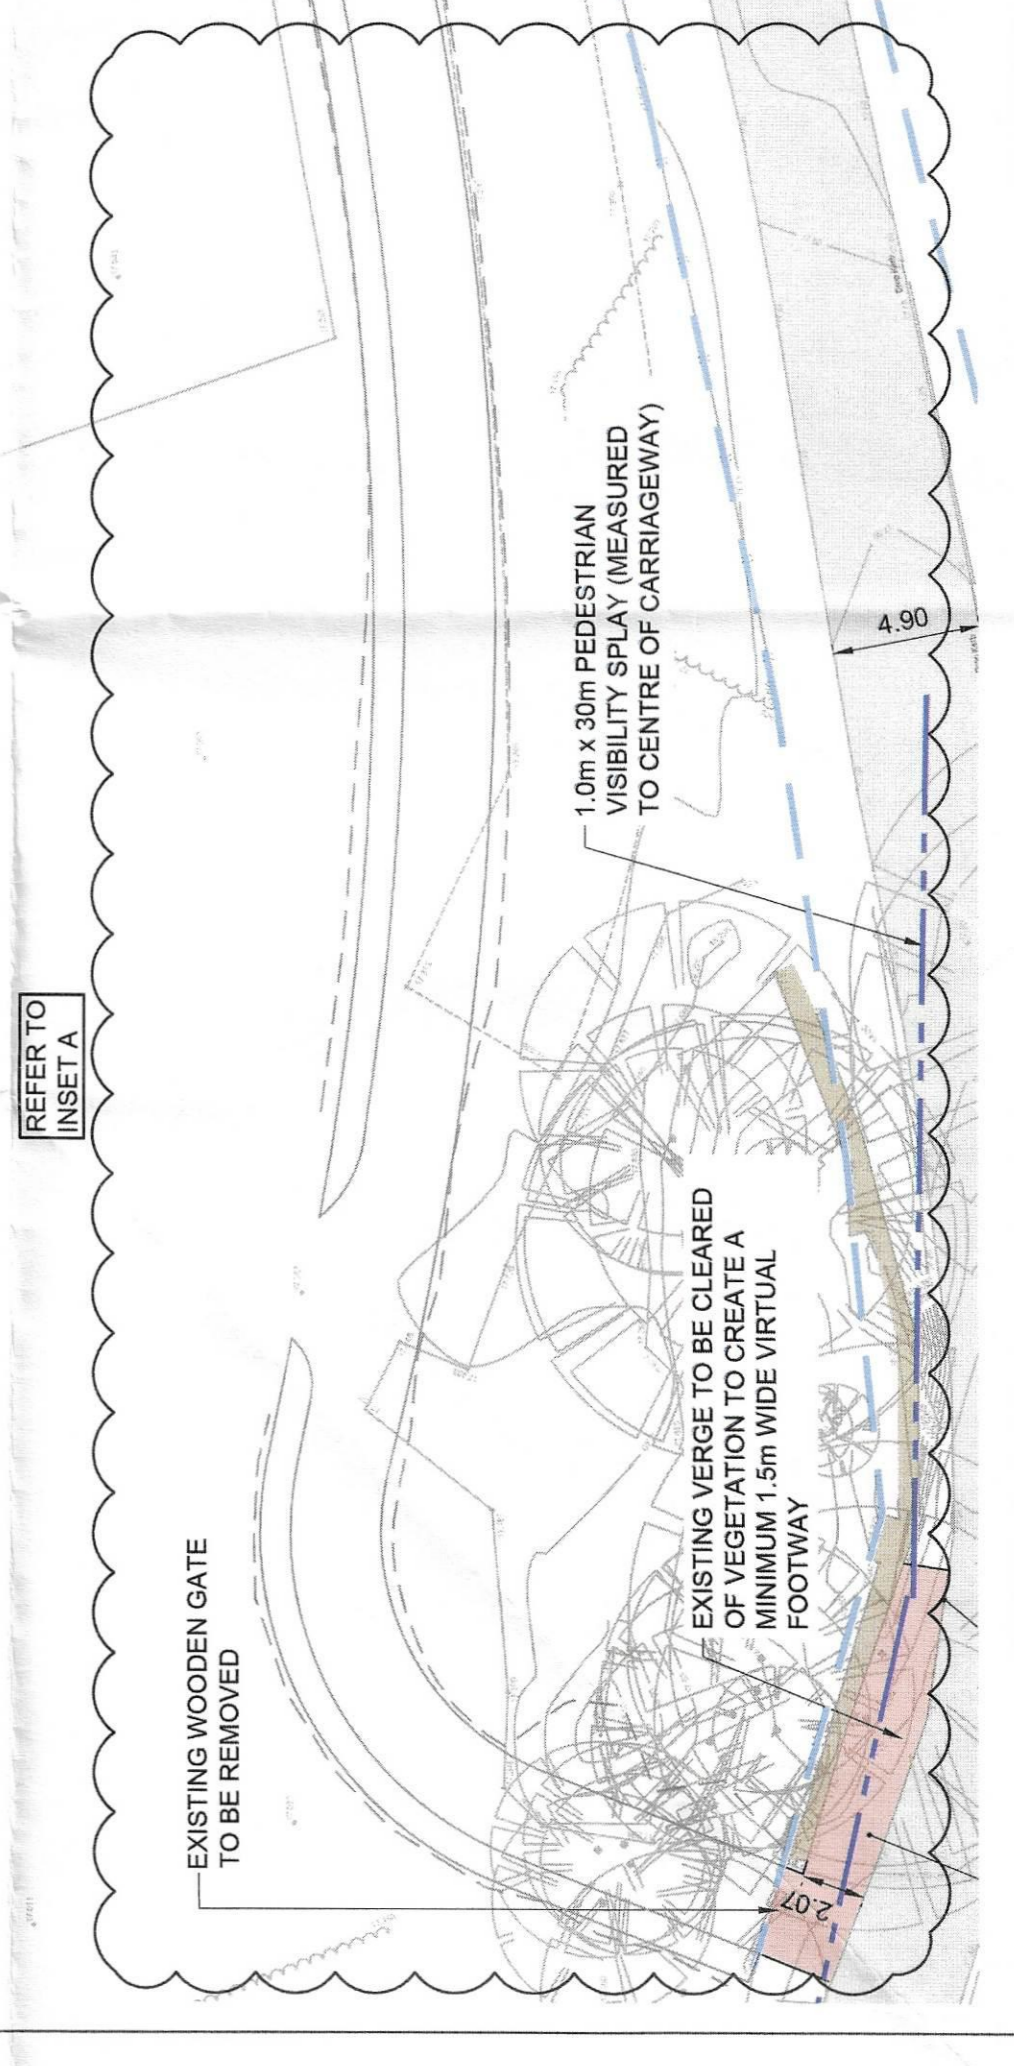 REFER TO
INSET A
EXISTING WOODEN GATE
TO BE REMOVED
EXISTING VERGE TO BE CLEARED
OF VEGETATION TO CREATE A
MINIMUM 1.5m WIDE VIRTUAL
FOOTWAY
1.0m x 30m PEDESTRIAN
VISIBILITY SPLAY (MEASURED
TO CENTRE OF CARRIAGEWAY)
2.07
4.90